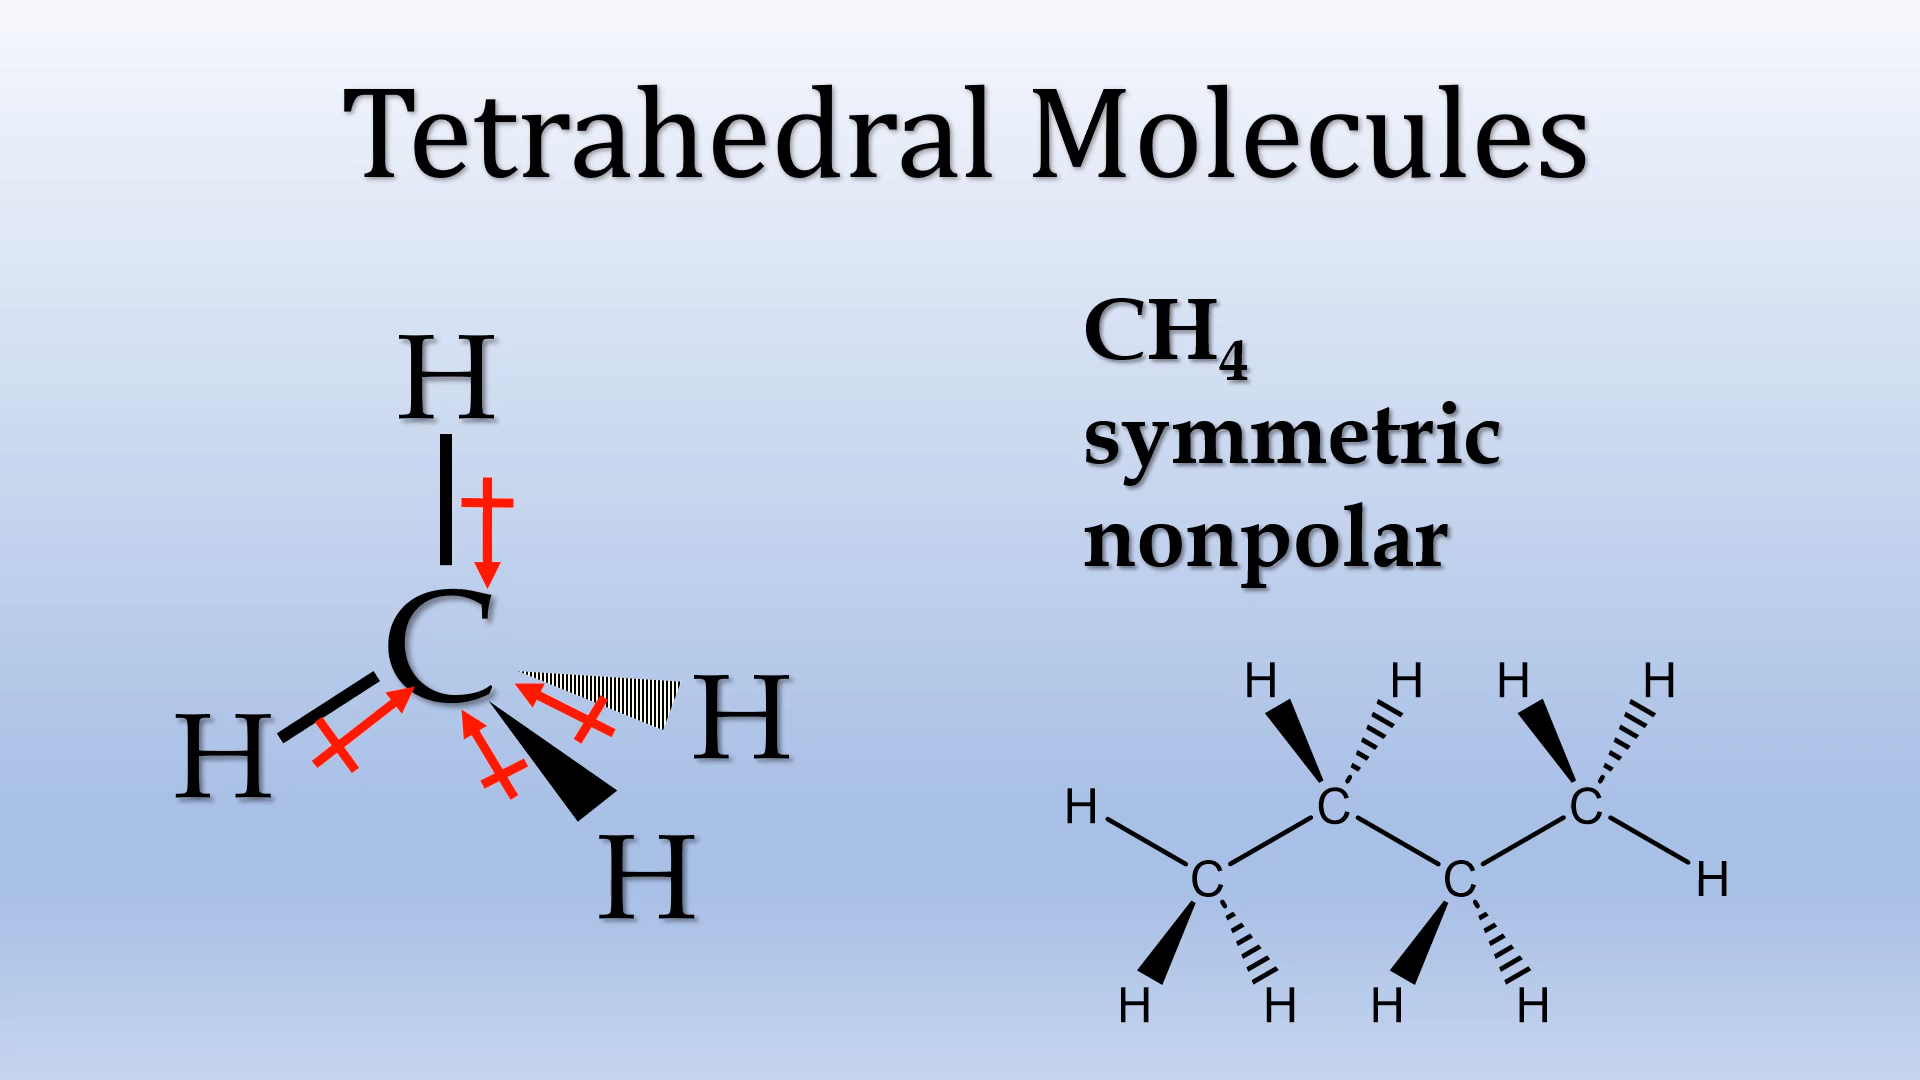 Tetrahedral Molecules
CH₄
symmetric
nonpolar
H
C
H H
H
H H H H
H C C
C C H
H H H H